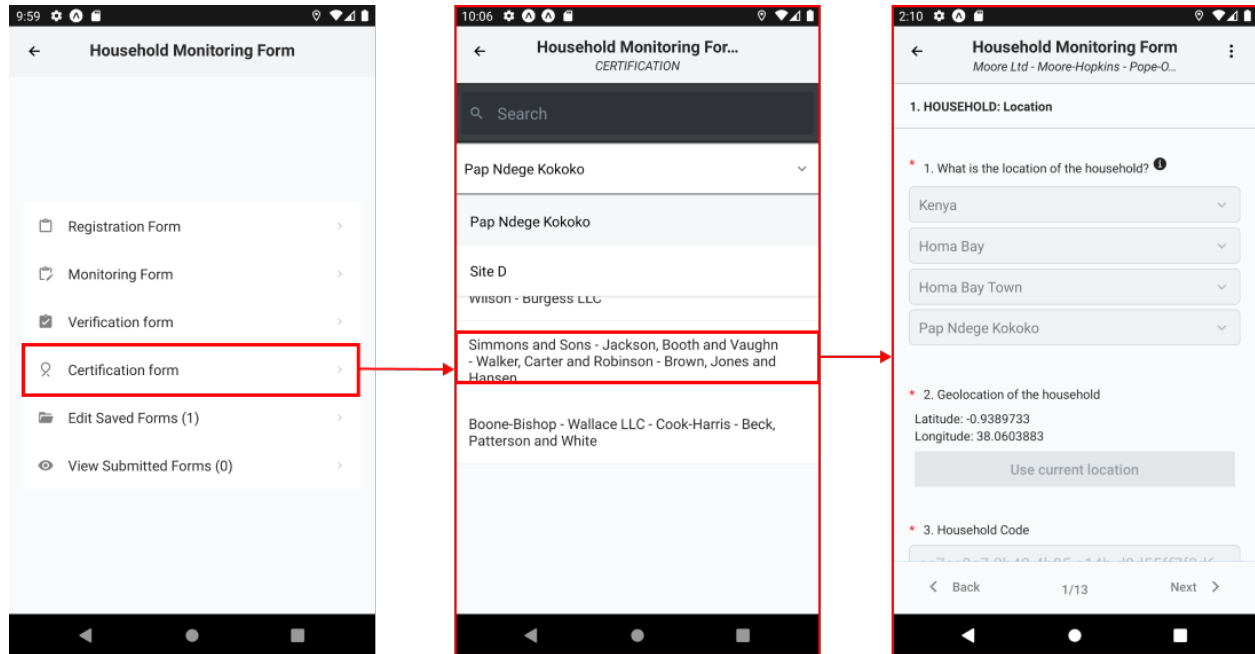 9:59
Household Monitoring Form
Registration Form
Monitoring Form
Verification form
Certification form
Edit Saved Forms (1)
View Submitted Forms (0)
10:06
Household Monitoring For...
CERTIFICATION
Search
Pap Ndege Kokoko
Pap Ndege Kokoko
Site D
Wilson - Burgess LLC
Simmons and Sons - Jackson, Booth and Vaughn
- Walker, Carter and Robinson - Brown, Jones and
Hansen
Boone-Bishop - Wallace LLC - Cook-Harris - Beck,
Patterson and White
2:10
Household Monitoring Form
Moore Ltd - Moore-Hopkins - Pope-O...
1. HOUSEHOLD: Location
* 1. What is the location of the household?
Kenya
Homa Bay
Homa Bay Town
Pap Ndege Kokoko
* 2. Geolocation of the household
Latitude: -0.9389733
Longitude: 38.0603883
Use current location
* 3. Household Code
Back 1/13 Next